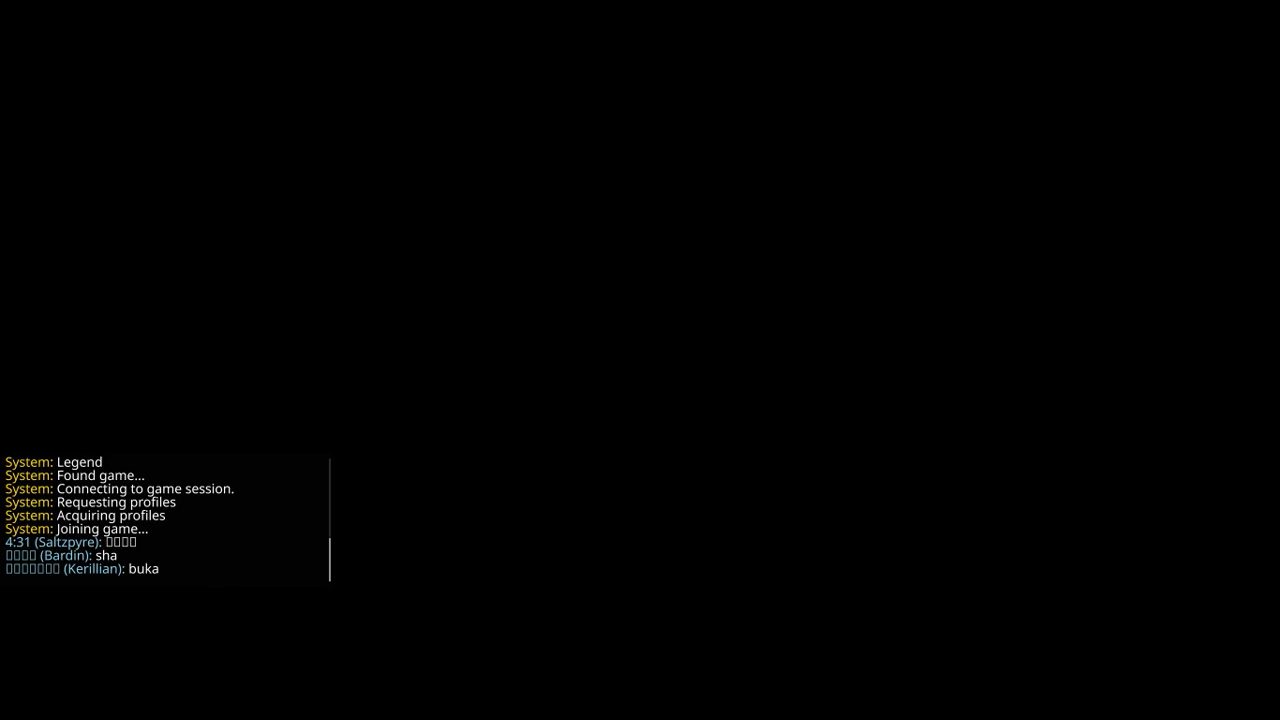 System: Legend
System: Found game...
System: Connecting to game session.
System: Requesting profiles
System: Acquiring profiles
System: Joining game...
4:31 (Saltzpyre):
(Bardin): sha
(Kerillian): buka